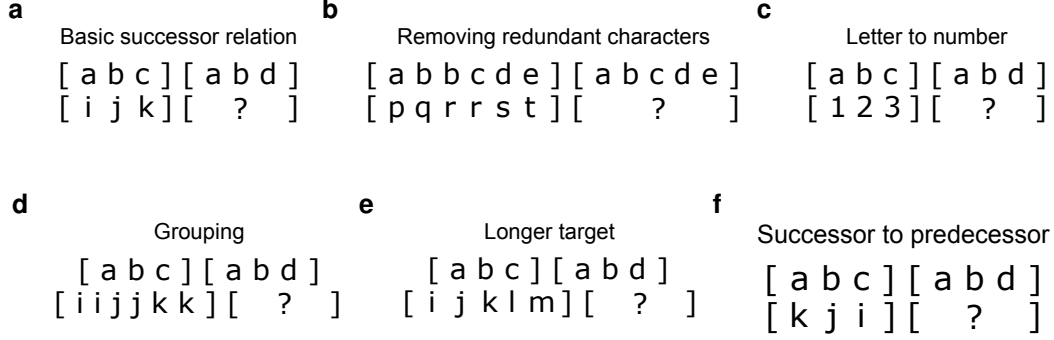 a
Basic successor relation
[ a b c ] [ a b d ]
[ i j k ] [ ? ]
b
Removing redundant characters
[ a b b c d e ] [ a b c d e ]
[ p q r r s t ] [ ? ]
c
Letter to number
[ a b c ] [ a b d ]
[ 1 2 3 ] [ ? ]
d
Grouping
[ a b c ] [ a b d ]
[ i i j j k k ] [ ? ]
e
Longer target
[ a b c ] [ a b d ]
[ i j k l m ] [ ? ]
f
Successor to predecessor
[ a b c ] [ a b d ]
[ k j i ] [ ? ]